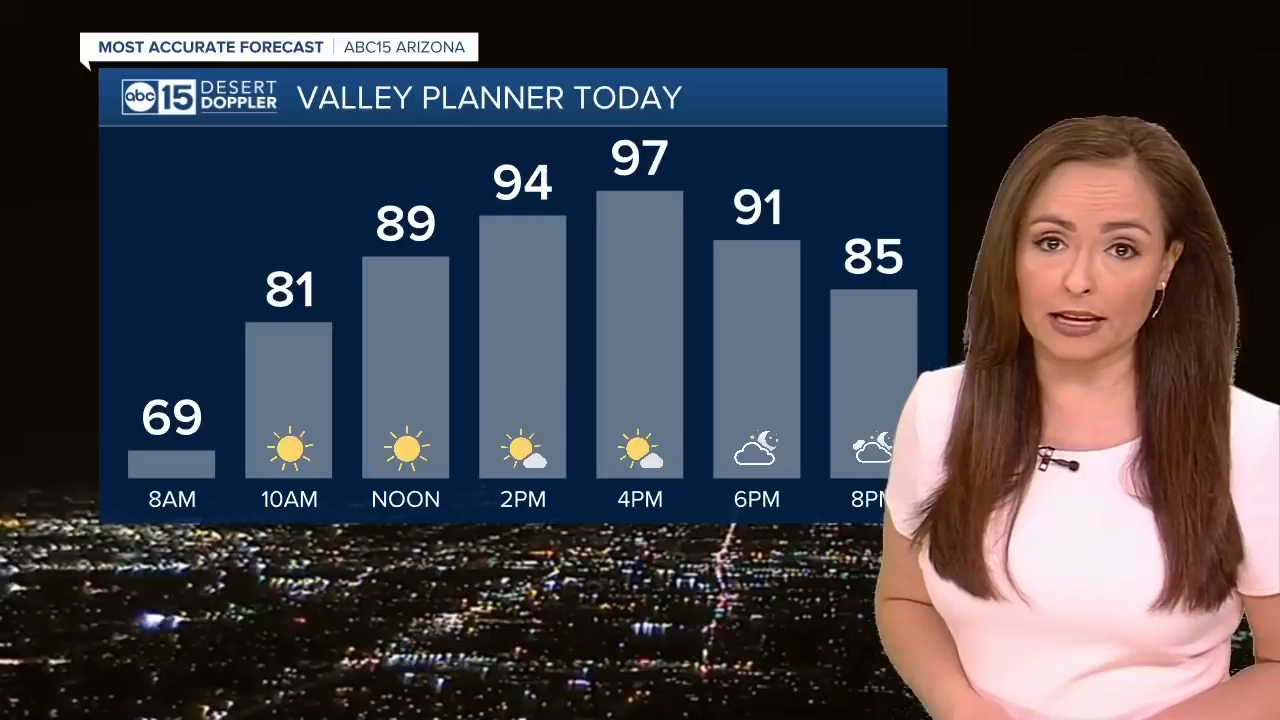 MOST ACCURATE FORECAST | ABC15 ARIZONA
abc 15 DESERT DOPPLER VALLEY PLANNER TODAY
69 81 89 94 97 91 85
8AM 10AM NOON 2PM 4PM 6PM 8PM